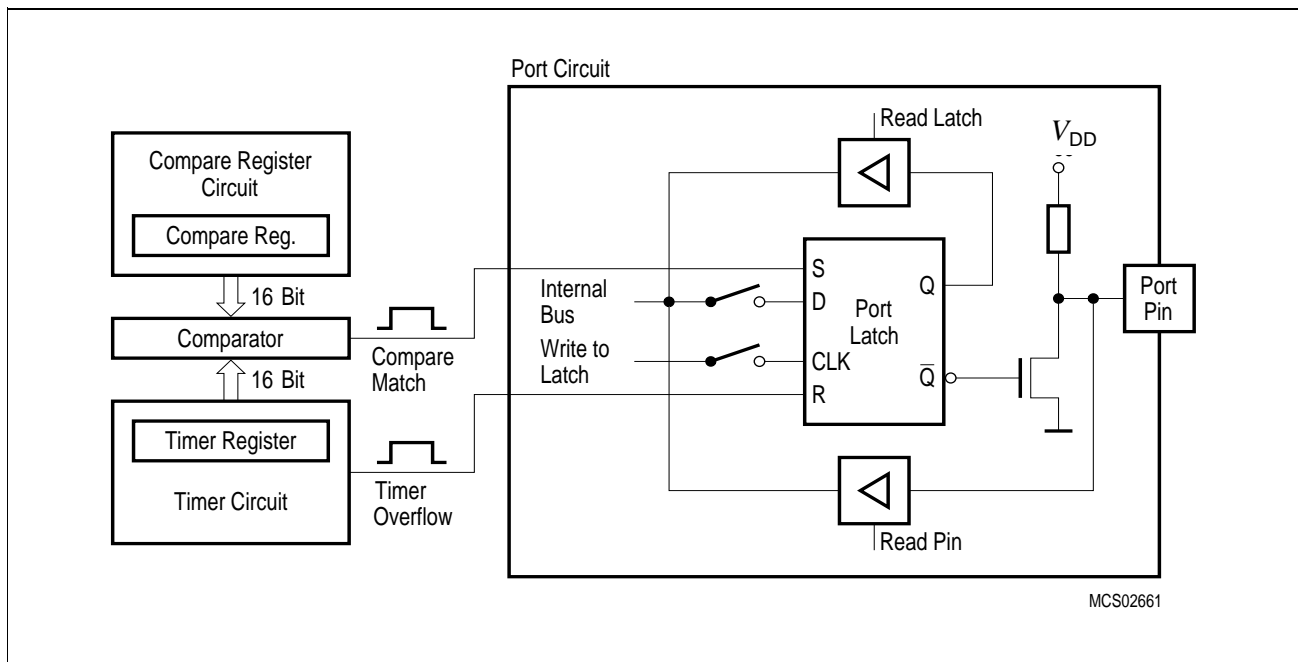 Port Circuit
Read Latch
V_DD
Compare Register
Circuit
Compare Reg.
16 Bit
Comparator
Compare
Match
16 Bit
Timer Register
Timer Circuit
Timer
Overflow
Internal
Bus
Write to
Latch
S
D
CLK
R
Port
Latch
Q
Q̅
Port
Pin
Read Pin
MCS02661